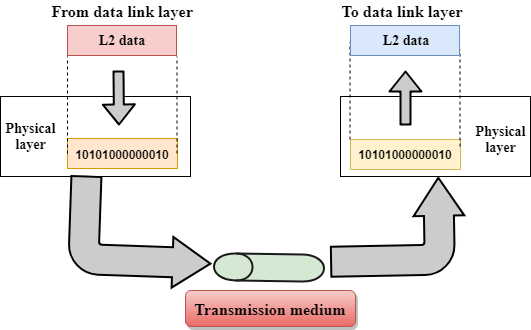 From data link layer
To data link layer
L2 data
L2 data
Physical
layer
10101000000010
10101000000010
Physical
layer
Transmission medium